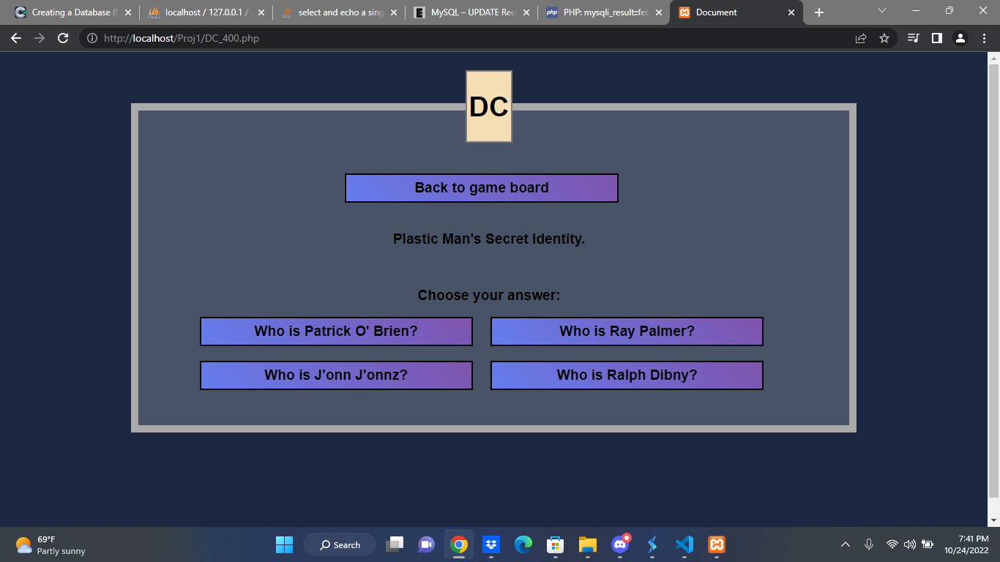 Creating a Database (
localhost / 127.0.0.1 /
select and echo a sing
MySQL – UPDATE Rec
php
PHP: mysqli_result::fet
Document
http://localhost/Proj1/DC_400.php
DC
Back to game board
Plastic Man's Secret Identity.
Choose your answer:
Who is Patrick O' Brien?
Who is Ray Palmer?
Who is J'onn J'onnz?
Who is Ralph Dibny?
69°F
Partly sunny
Search
7:41 PM
10/24/2022